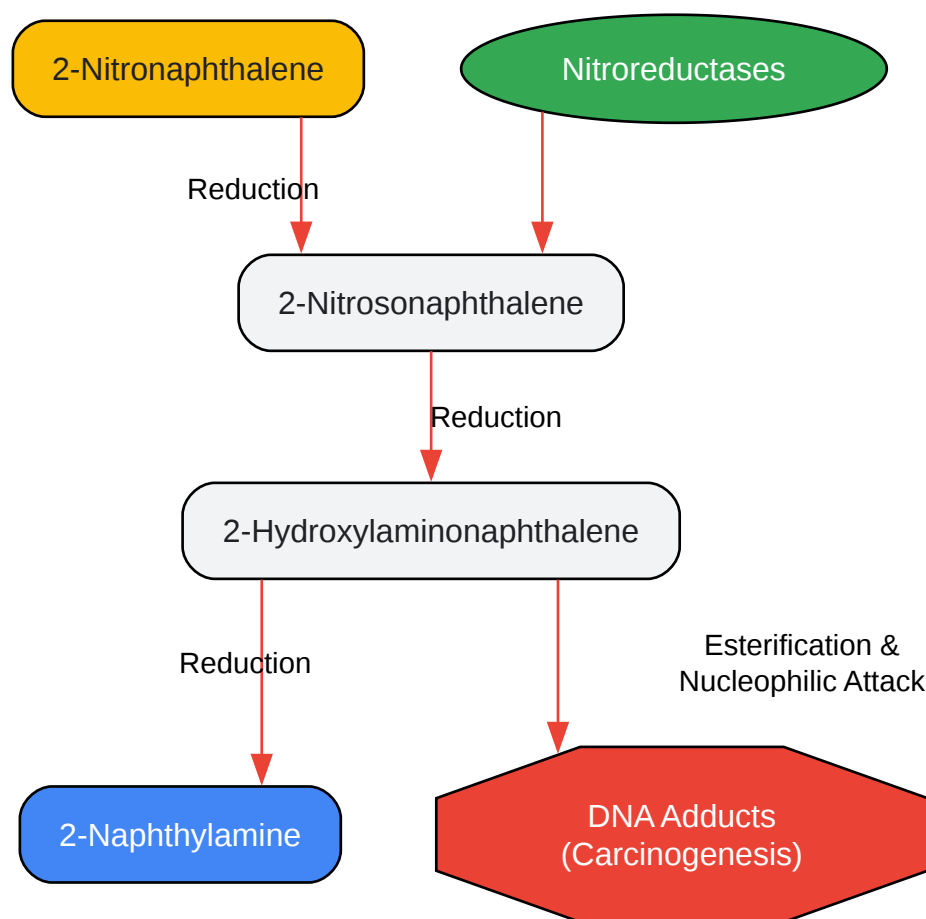 2-Nitronaphthalene
Nitroreductases
Reduction
2-Nitrosonaphthalene
Reduction
2-Hydroxylaminonaphthalene
Reduction
Esterification &
Nucleophilic Attack
2-Naphthylamine
DNA Adducts
(Carcinogenesis)